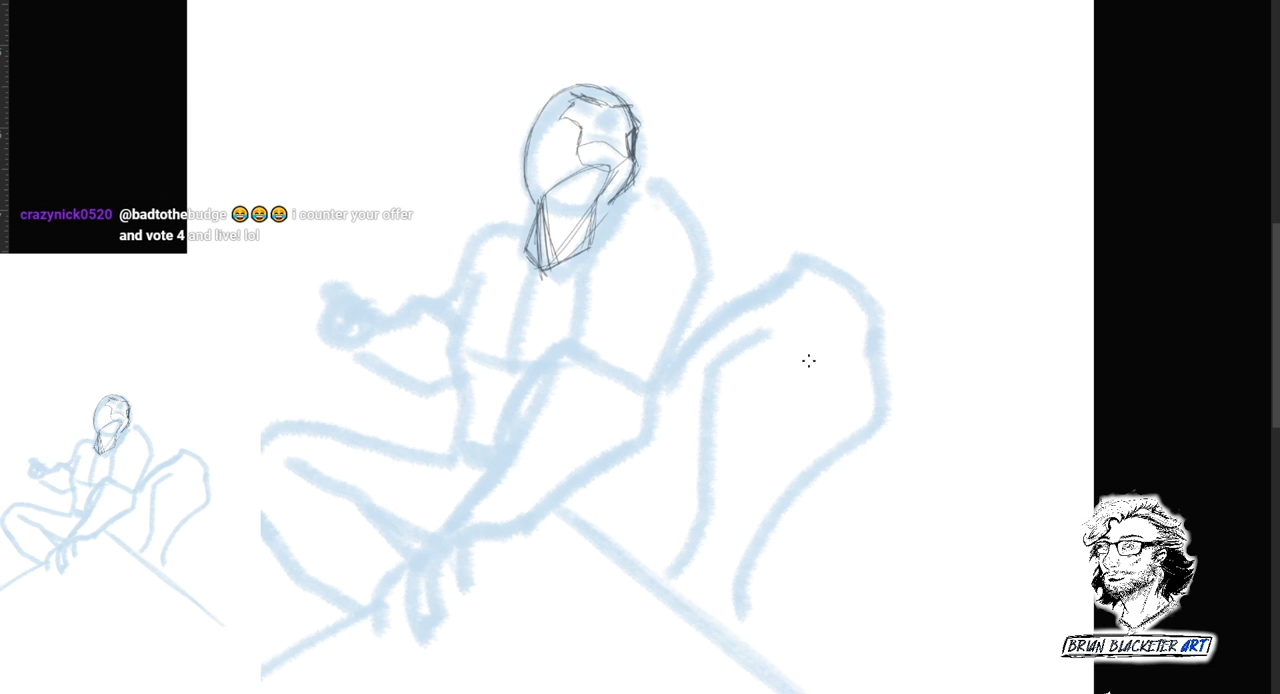 crazynick0520 @badtothebudge 😂😂😂 i counter your offer
and vote 4 and live! lol
BRIAN BLACKETER ART